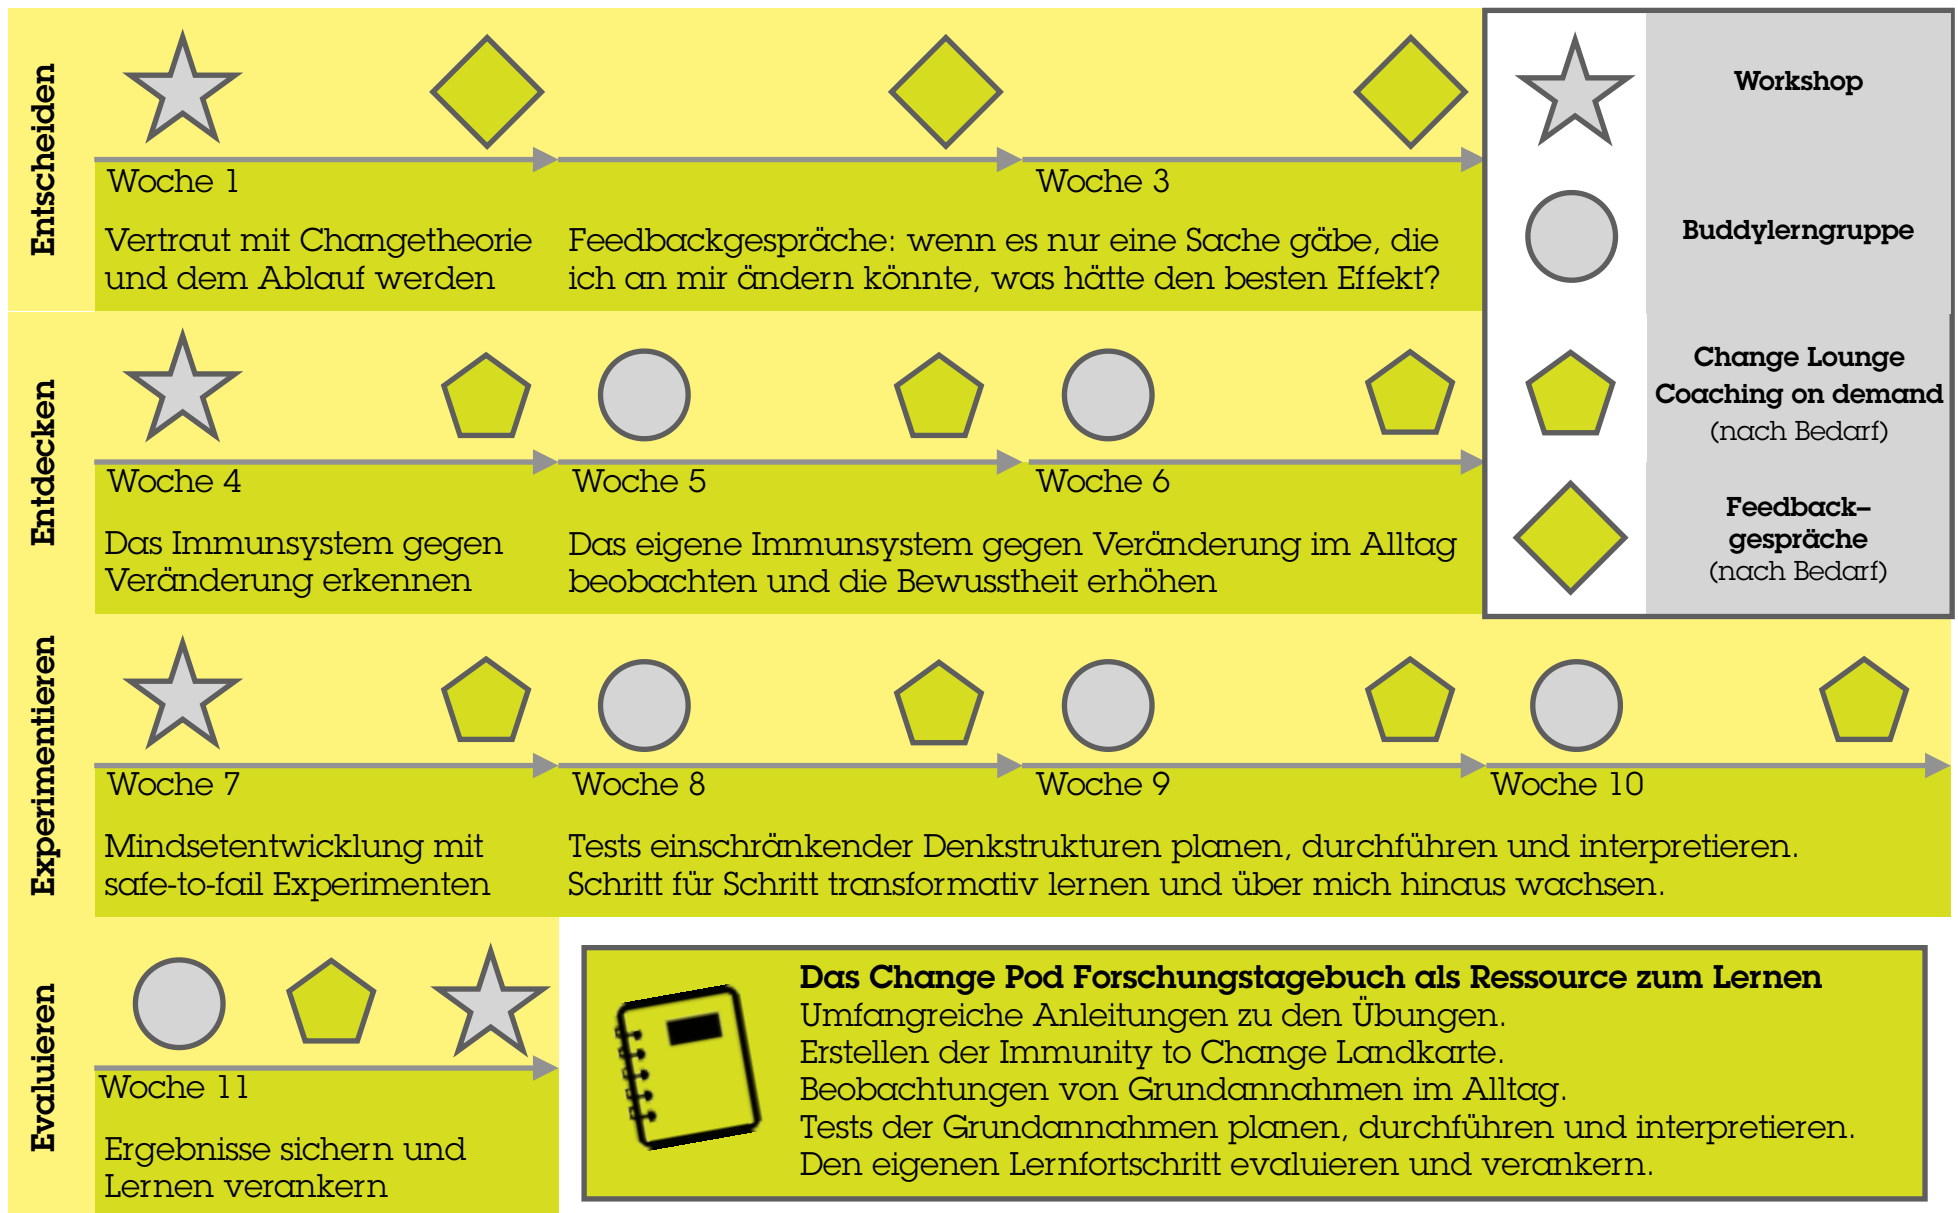 Entscheiden
Woche 1
Woche 3
Vertraut mit Changetheorie
und dem Ablauf werden
Feedbackgespräche: wenn es nur eine Sache gäbe, die
ich an mir ändern könnte, was hätte den besten Effekt?
Workshop
Buddylerngruppe
Change Lounge
Coaching on demand
(nach Bedarf)
Feedback–
gespräche
(nach Bedarf)
Entdecken
Woche 4
Woche 5
Woche 6
Das Immunsystem gegen
Veränderung erkennen
Das eigene Immunsystem gegen Veränderung im Alltag
beobachten und die Bewusstheit erhöhen
Experimentieren
Woche 7
Woche 8
Woche 9
Woche 10
Mindsetentwicklung mit
safe-to-fail Experimenten
Tests einschränkender Denkstrukturen planen, durchführen und interpretieren.
Schritt für Schritt transformativ lernen und über mich hinaus wachsen.
Evaluieren
Woche 11
Ergebnisse sichern und
Lernen verankern
Das Change Pod Forschungstagebuch als Ressource zum Lernen
Umfangreiche Anleitungen zu den Übungen.
Erstellen der Immunity to Change Landkarte.
Beobachtungen von Grundannahmen im Alltag.
Tests der Grundannahmen planen, durchführen und interpretieren.
Den eigenen Lernfortschritt evaluieren und verankern.